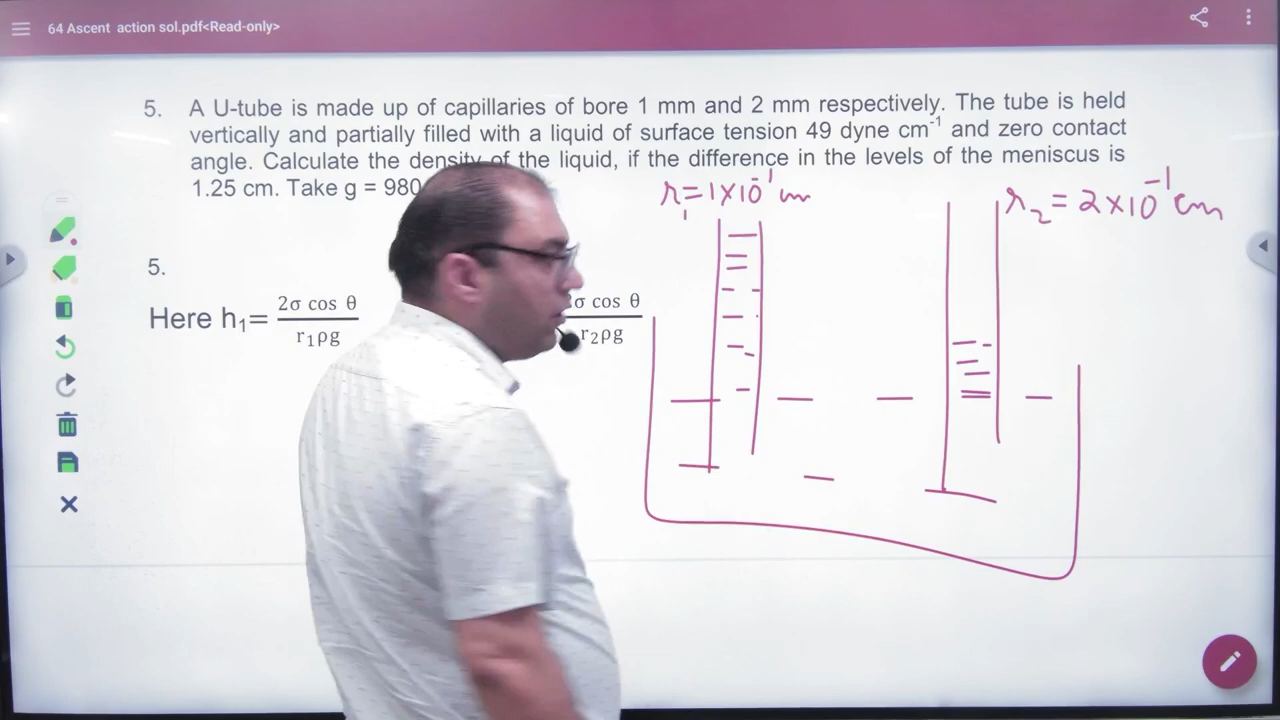 64 Ascent action sol.pdf<Read-only>
5. A U-tube is made up of capillaries of bore 1 mm and 2 mm respectively. The tube is held
vertically and partially filled with a liquid of surface tension 49 dyne cm⁻¹ and zero contact
angle. Calculate the density of the liquid, if the difference in the levels of the meniscus is
1.25 cm. Take g = 980
r₁=1×10⁻¹ cm
r₂ = 2×10⁻¹ cm
5.
Here h₁= 2σ cos θ / r₁ρg
σ cos θ / r₂ρg